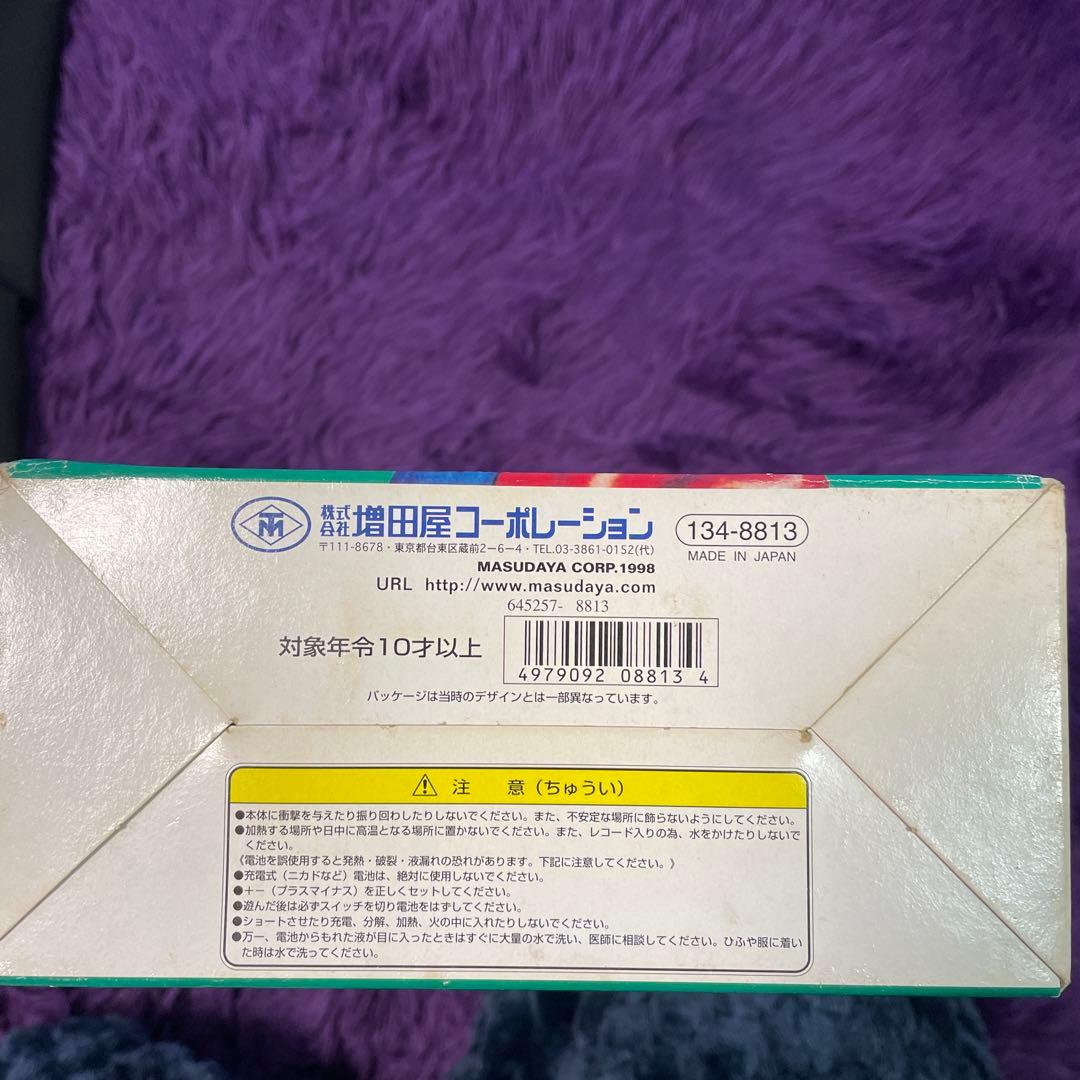 TM 株式会社 増田屋コーポレーション 134-8813
〒111-8678・東京都台東区蔵前2-6-4・TEL.03-3861-0152(代) MADE IN JAPAN
MASUDAYA CORP.1998
URL http://www.masudaya.com
645257- 8813
対象年令10才以上
4979092 08813 4
パッケージは当時のデザインとは一部異なっています。
⚠ 注 意(ちゅうい)
●本体に衝撃を与えたり振り回わしたりしないでください。また、不安定な場所に飾らないようにしてください。
●加熱する場所や日中に高温となる場所に置かないでください。また、レコード入りの為、水をかけたりしないで
ください。
《電池を誤使用すると発熱・破裂・液漏れの恐れがあります。下記に注意してください。》
●充電式(ニカドなど)電池は、絶対に使用しないでください。
●+-(プラスマイナス)を正しくセットしてください。
●遊んだ後は必ずスイッチを切り電池をはずしてください。
●ショートさせたり充電、分解、加熱、火の中に入れたりしないでください。
●万一、電池からもれた液が目に入ったときはすぐに大量の水で洗い、医師に相談してください。ひふや服に着い
た時は水で洗ってください。